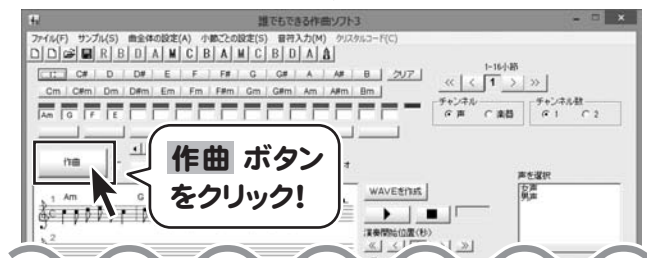 誰でもできる作曲ソフト3
ファイル(F) サンプル(S) 曲全体の設定(A) 小節ごとの設定(S) 音符入力(M) クリスタルコード(C)
R B D A M C B A M C B D A
C# D D# E F F# G G# A A# B クリア
Cm C#m Dm D#m Em Fm F#m Gm G#m Am A#m Bm
1-16小節
≪ < 1 > ≫
チャンネル
声 楽器
チャンネル数
1 2
Am G F E
作曲
作曲 ボタン
をクリック!
声を選択
女声
男声
WAVEを作成
演奏開始位置(秒)
1 Am G
2